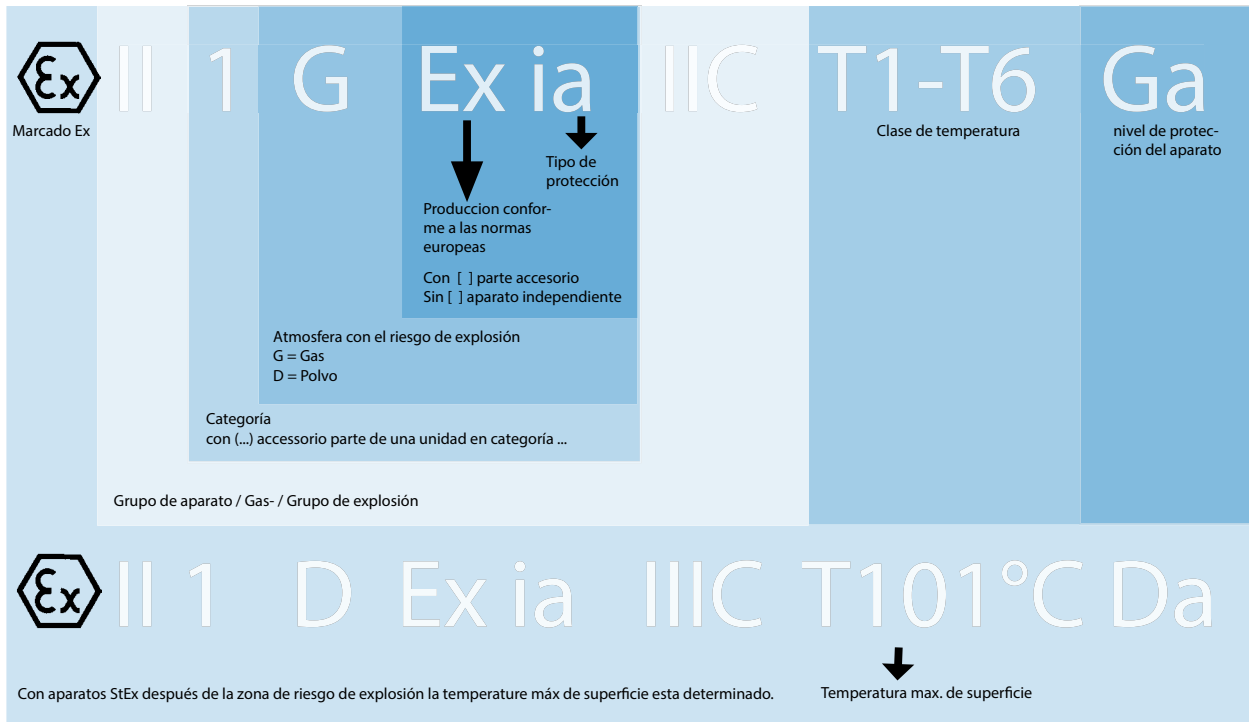 Ex II 1 G Ex ia IIC T1-T6 Ga
Marcado Ex
Clase de temperatura
nivel de protec-
ción del aparato
Tipo de
protección
Produccion confor-
me a las normas
europeas
Con [ ] parte accesorio
Sin [ ] aparato independiente
Atmosfera con el riesgo de explosión
G = Gas
D = Polvo
Categoría
con (...) accessorio parte de una unidad en categoría ...
Grupo de aparato / Gas- / Grupo de explosión
Ex II 1 D Ex ia IIIC T101°C Da
Con aparatos StEx después de la zona de riesgo de explosión la temperature máx de superficie esta determinado.
Temperatura max. de superficie